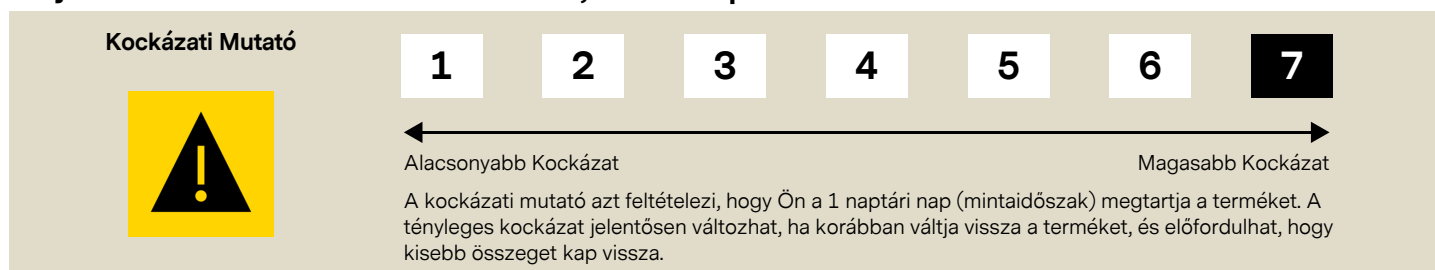 Kockázati Mutató
1 2 3 4 5 6 7
Alacsonyabb Kockázat Magasabb Kockázat
A kockázati mutató azt feltételezi, hogy Ön a 1 naptári nap (mintaidőszak) megtartja a terméket. A
tényleges kockázat jelentősen változhat, ha korábban váltja vissza a terméket, és előfordulhat, hogy
kisebb összeget kap vissza.